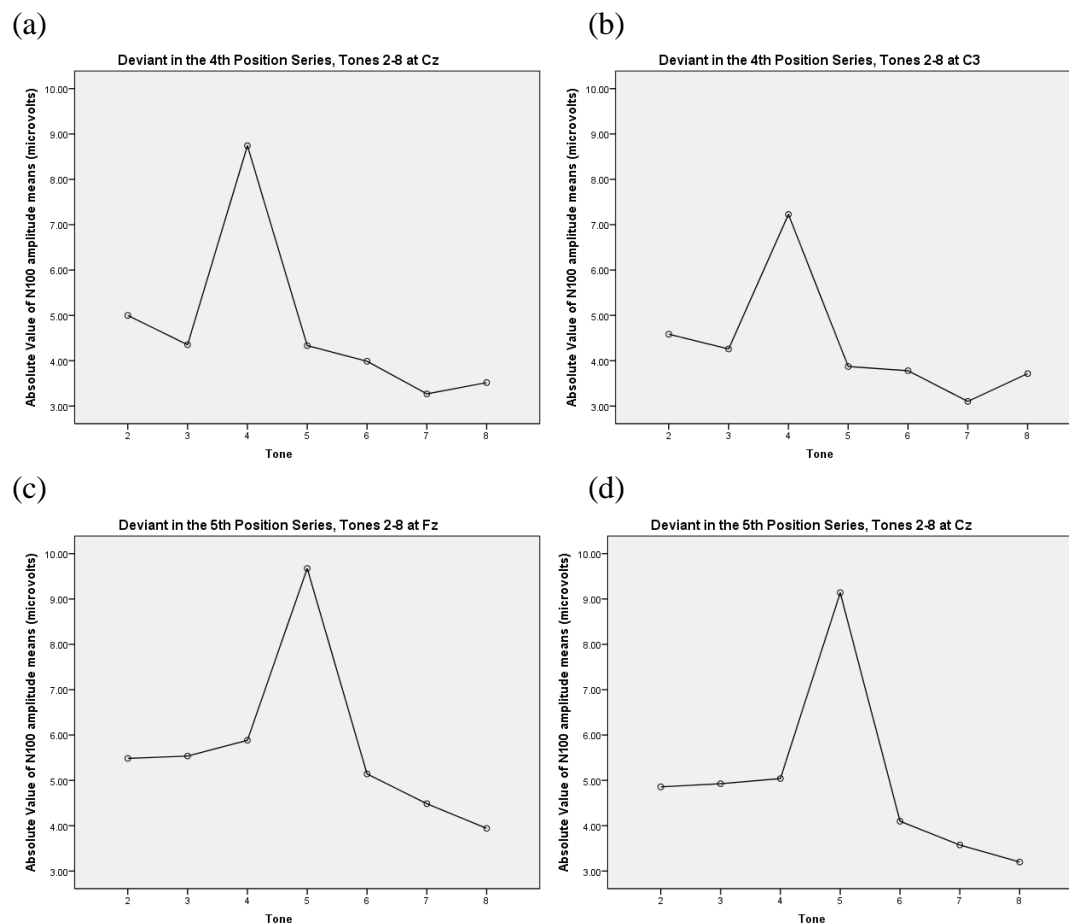 (a)
Deviant in the 4th Position Series, Tones 2-8 at Cz
Absolute Value of N100 amplitude means (microvolts)
10.00
9.00
8.00
7.00
6.00
5.00
4.00
3.00
2 3 4 5 6 7 8
Tone
(b)
Deviant in the 4th Position Series, Tones 2-8 at C3
Absolute Value of N100 amplitude means (microvolts)
10.00
9.00
8.00
7.00
6.00
5.00
4.00
3.00
2 3 4 5 6 7 8
Tone
(c)
Deviant in the 5th Position Series, Tones 2-8 at Fz
Absolute Value of N100 amplitude means (microvolts)
10.00
9.00
8.00
7.00
6.00
5.00
4.00
3.00
2 3 4 5 6 7 8
Tone
(d)
Deviant in the 5th Position Series, Tones 2-8 at Cz
Absolute Value of N100 amplitude means (microvolts)
10.00
9.00
8.00
7.00
6.00
5.00
4.00
3.00
2 3 4 5 6 7 8
Tone